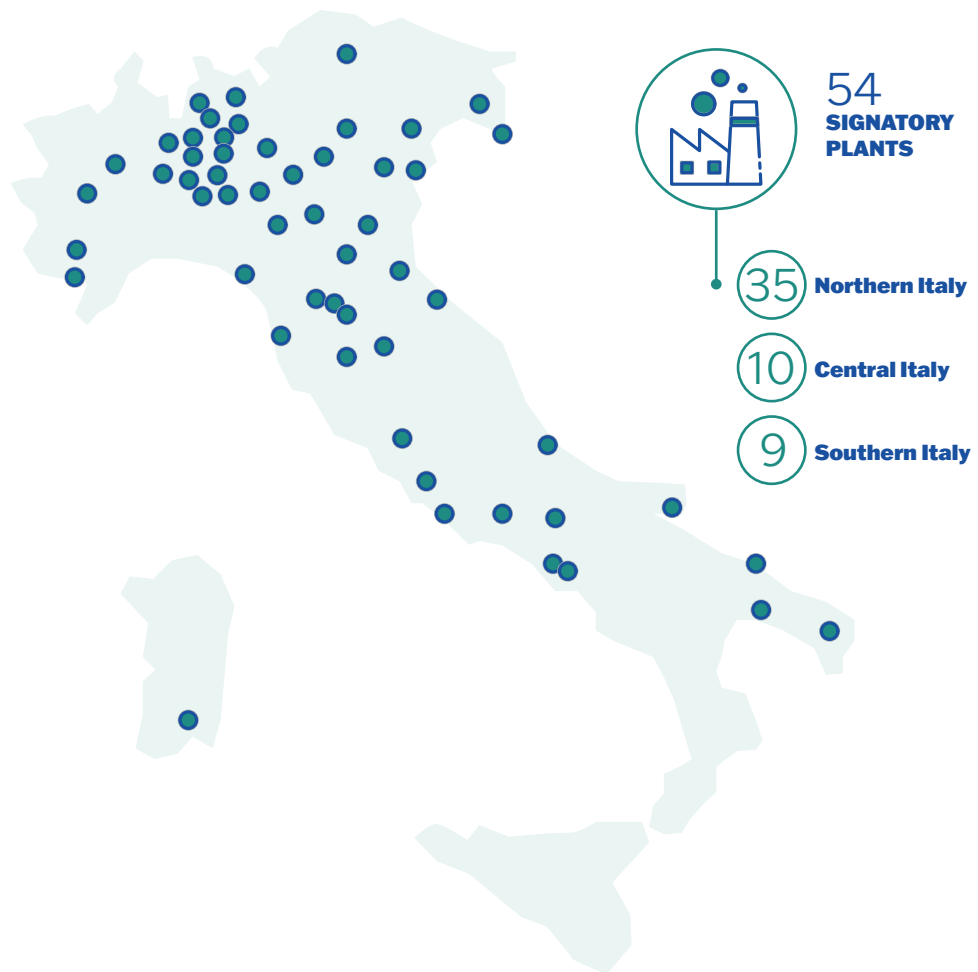 54
SIGNATORY
PLANTS
35 Northern Italy
10 Central Italy
9 Southern Italy